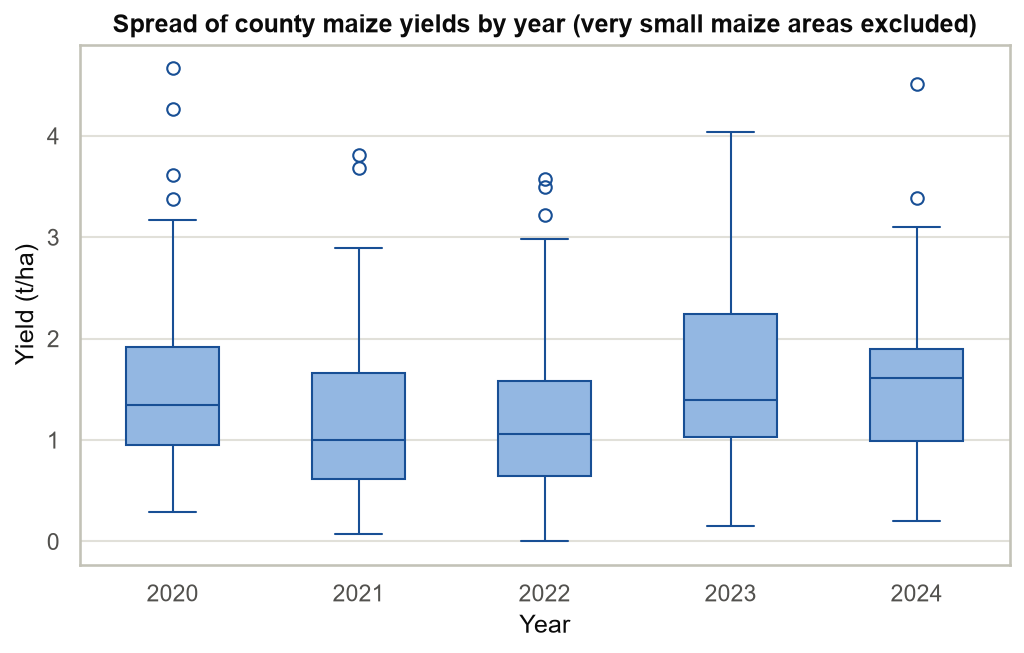 Spread of county maize yields by year (very small maize areas excluded)
Yield (t/ha)
4
3
2
1
0
2020 2021 2022 2023 2024
Year